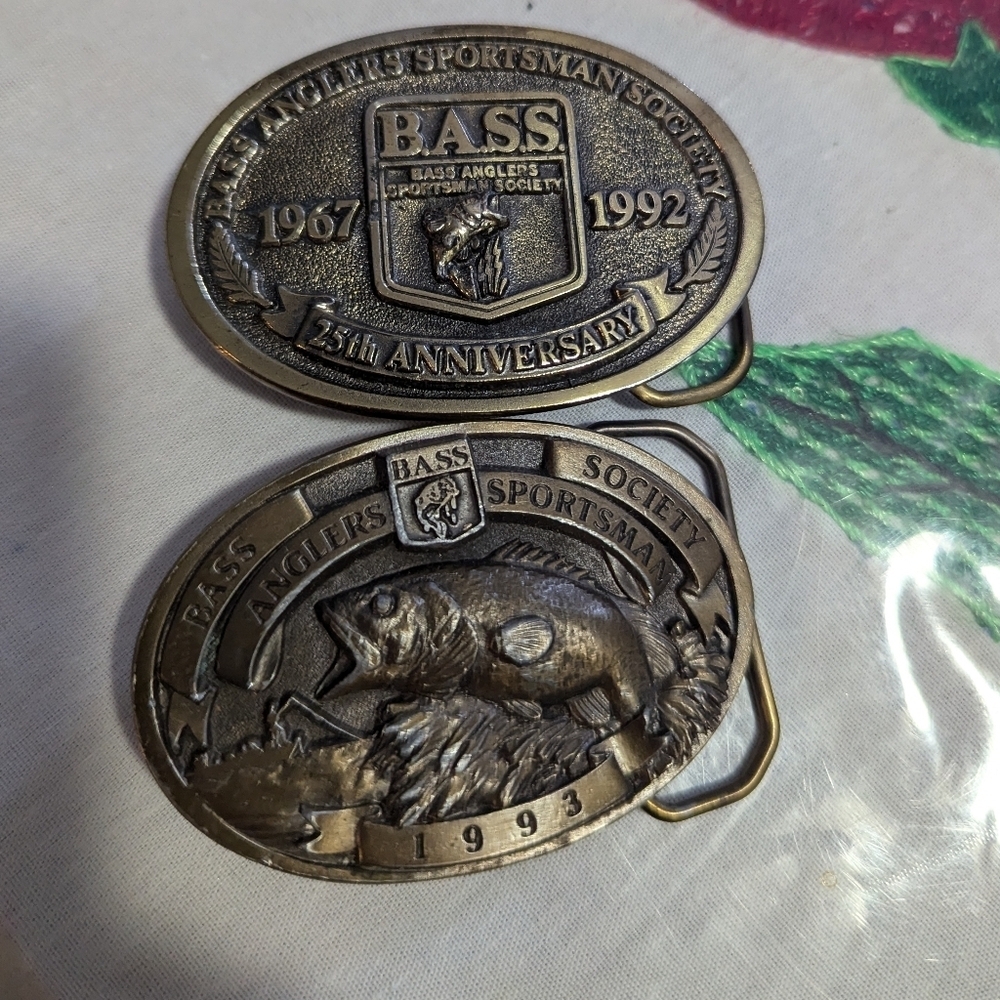 BASS ANGLERS SPORTSMAN SOCIETY
B.A.S.S.
BASS ANGLERS
SPORTSMAN SOCIETY
1967 1992
25th ANNIVERSARY
BASS
BASS SOCIETY
ANGLERS SPORTSMAN
1993